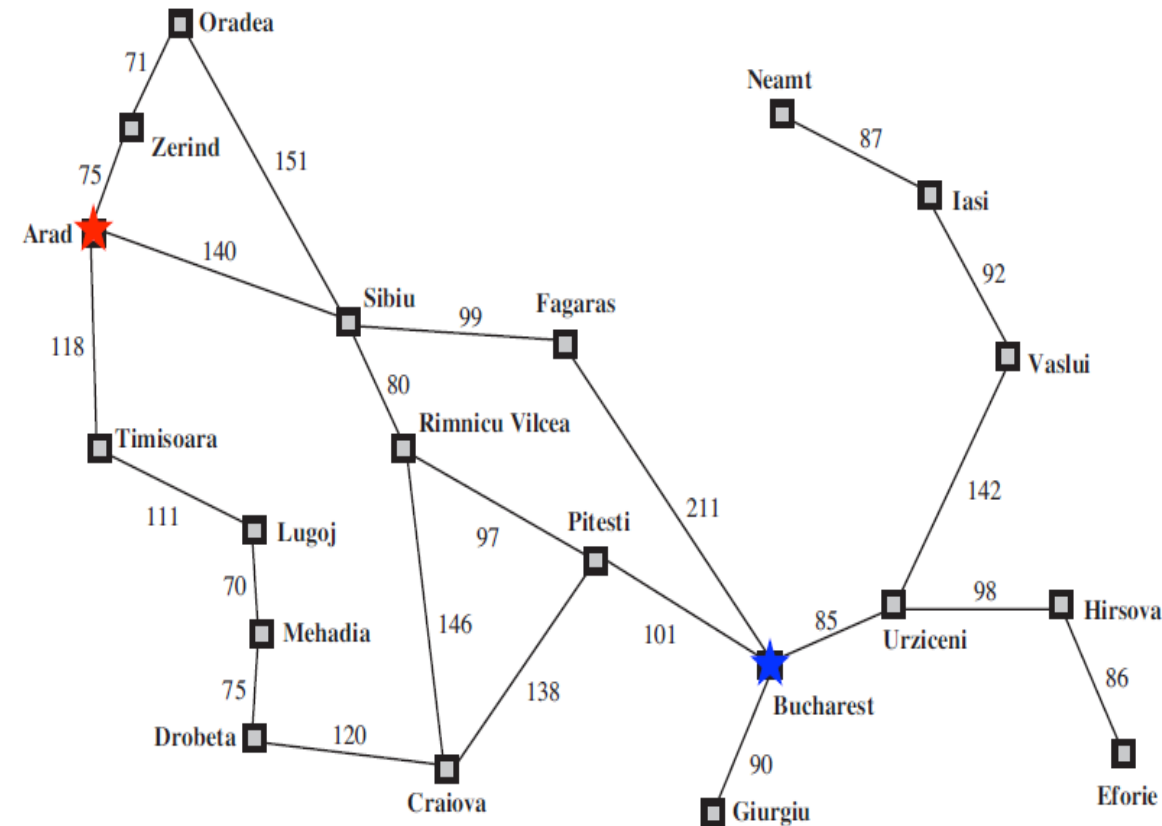 Oradea
71
Neamt
87
Zerind
151
75
Iasi
Arad
140
92
Sibiu
Fagaras
99
118
Vaslui
80
Rimnicu Vilcea
Timisoara
142
211
111
Pitesti
Lugoj
97
70
98
Hirsova
146
85
Mehadia
101
Urziceni
86
75
138
Bucharest
Drobeta
120
90
Craiova
Eforie
Giurgiu